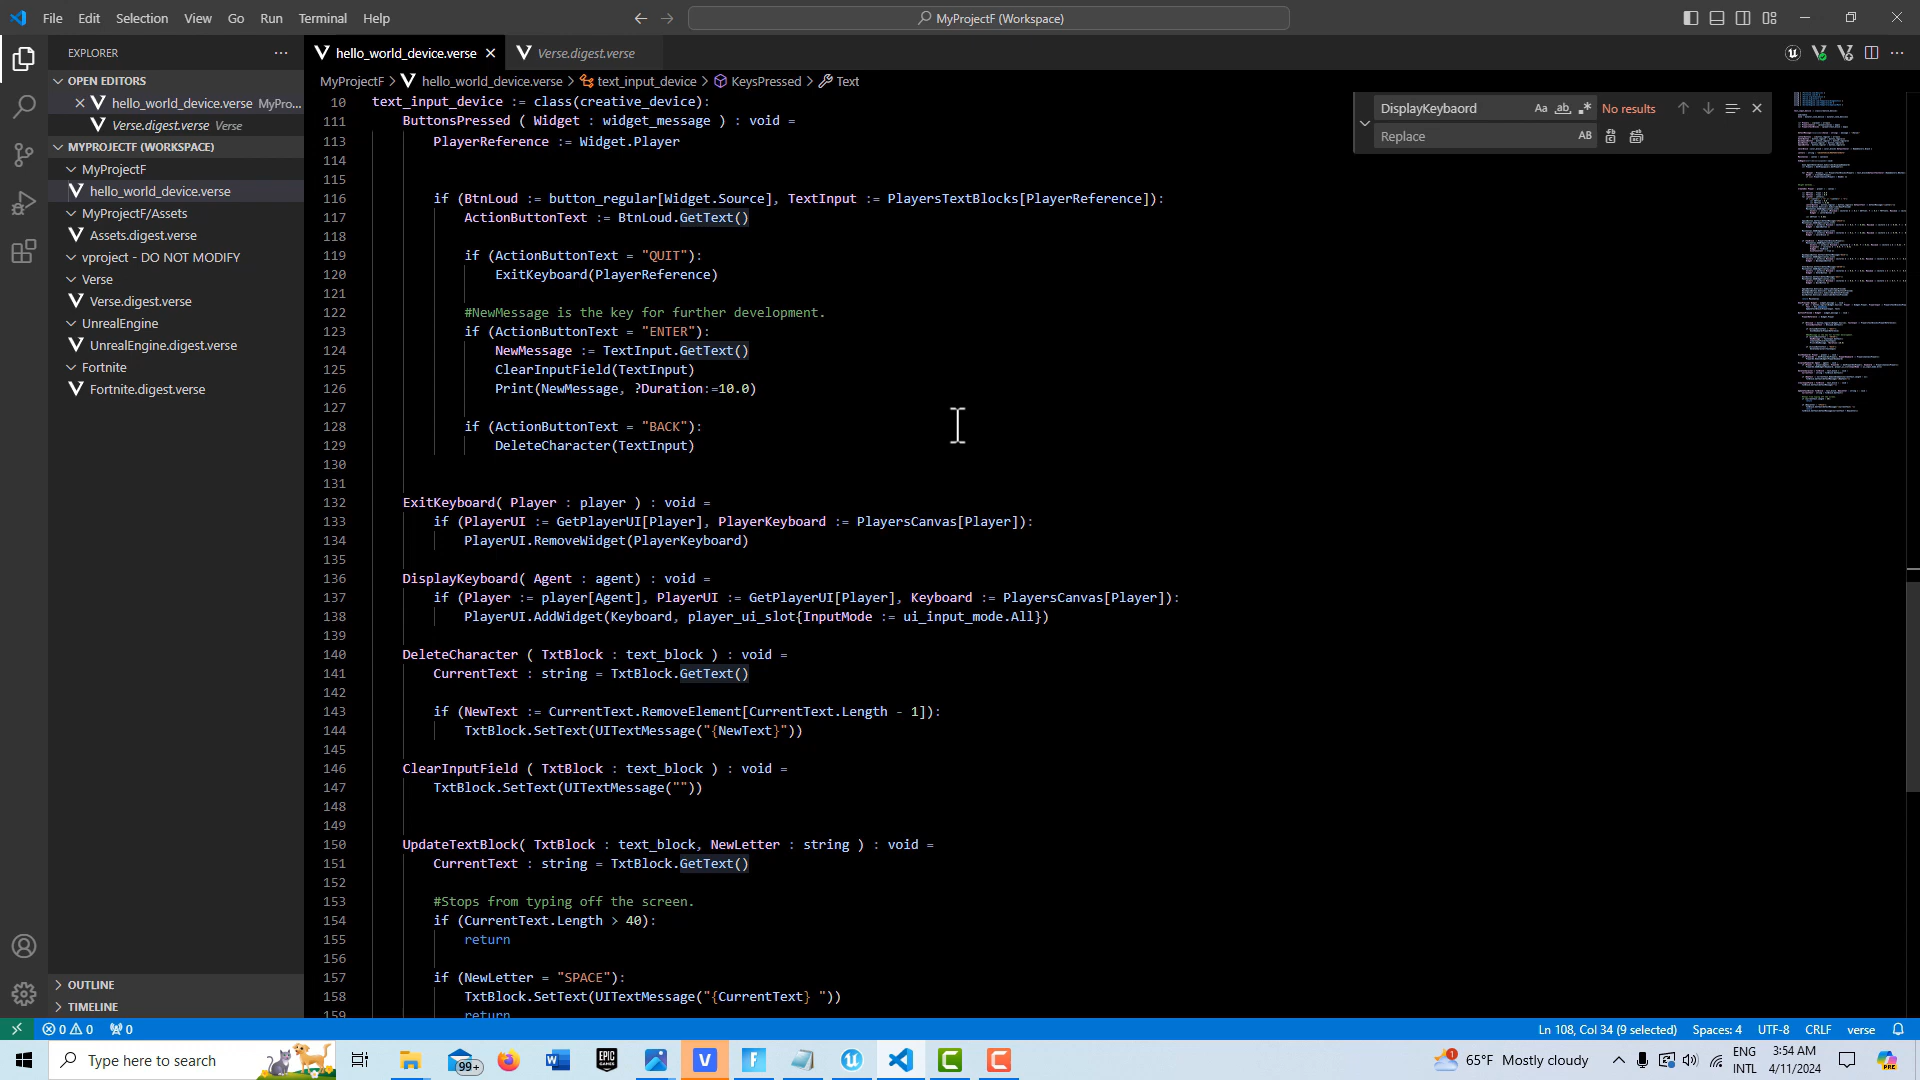 File Edit Selection View Go Run Terminal Help
MyProjectF (Workspace)
EXPLORER
OPEN EDITORS
hello_world_device.verse MyPro...
Verse.digest.verse Verse
MYPROJECTF (WORKSPACE)
MyProjectF
hello_world_device.verse
MyProjectF/Assets
Assets.digest.verse
vproject - DO NOT MODIFY
Verse
Verse.digest.verse
UnrealEngine
UnrealEngine.digest.verse
Fortnite
Fortnite.digest.verse
OUTLINE
TIMELINE
hello_world_device.verse
Verse.digest.verse
MyProjectF > hello_world_device.verse > text_input_device > KeysPressed > Text
DisplayKeybaord Aa ab No results
Replace AB
10 text_input_device := class(creative_device):
111 ButtonsPressed ( Widget : widget_message ) : void =
113 PlayerReference := Widget.Player
114
115
116 if (BtnLoud := button_regular[Widget.Source], TextInput := PlayersTextBlocks[PlayerReference]):
117 ActionButtonText := BtnLoud.GetText()
118
119 if (ActionButtonText = "QUIT"):
120 ExitKeyboard(PlayerReference)
121
122 #NewMessage is the key for further development.
123 if (ActionButtonText = "ENTER"):
124 NewMessage := TextInput.GetText()
125 ClearInputField(TextInput)
126 Print(NewMessage, ?Duration:=10.0)
127
128 if (ActionButtonText = "BACK"):
129 DeleteCharacter(TextInput)
130
131
132 ExitKeyboard( Player : player ) : void =
133 if (PlayerUI := GetPlayerUI[Player], PlayerKeyboard := PlayersCanvas[Player]):
134 PlayerUI.RemoveWidget(PlayerKeyboard)
135
136 DisplayKeyboard( Agent : agent) : void =
137 if (Player := player[Agent], PlayerUI := GetPlayerUI[Player], Keyboard := PlayersCanvas[Player]):
138 PlayerUI.AddWidget(Keyboard, player_ui_slot{InputMode := ui_input_mode.All})
139
140 DeleteCharacter ( TxtBlock : text_block ) : void =
141 CurrentText : string = TxtBlock.GetText()
142
143 if (NewText := CurrentText.RemoveElement[CurrentText.Length - 1]):
144 TxtBlock.SetText(UITextMessage("{NewText}"))
145
146 ClearInputField ( TxtBlock : text_block ) : void =
147 TxtBlock.SetText(UITextMessage(""))
148
149
150 UpdateTextBlock( TxtBlock : text_block, NewLetter : string ) : void =
151 CurrentText : string = TxtBlock.GetText()
152
153 #Stops from typing off the screen.
154 if (CurrentText.Length > 40):
155 return
156
157 if (NewLetter = "SPACE"):
158 TxtBlock.SetText(UITextMessage("{CurrentText} "))
159 return
0 0 0 Ln 108, Col 34 (9 selected) Spaces: 4 UTF-8 CRLF verse
Type here to search
99+
EPIC GAMES
1 65°F Mostly cloudy
ENG INTL
3:54 AM
4/11/2024